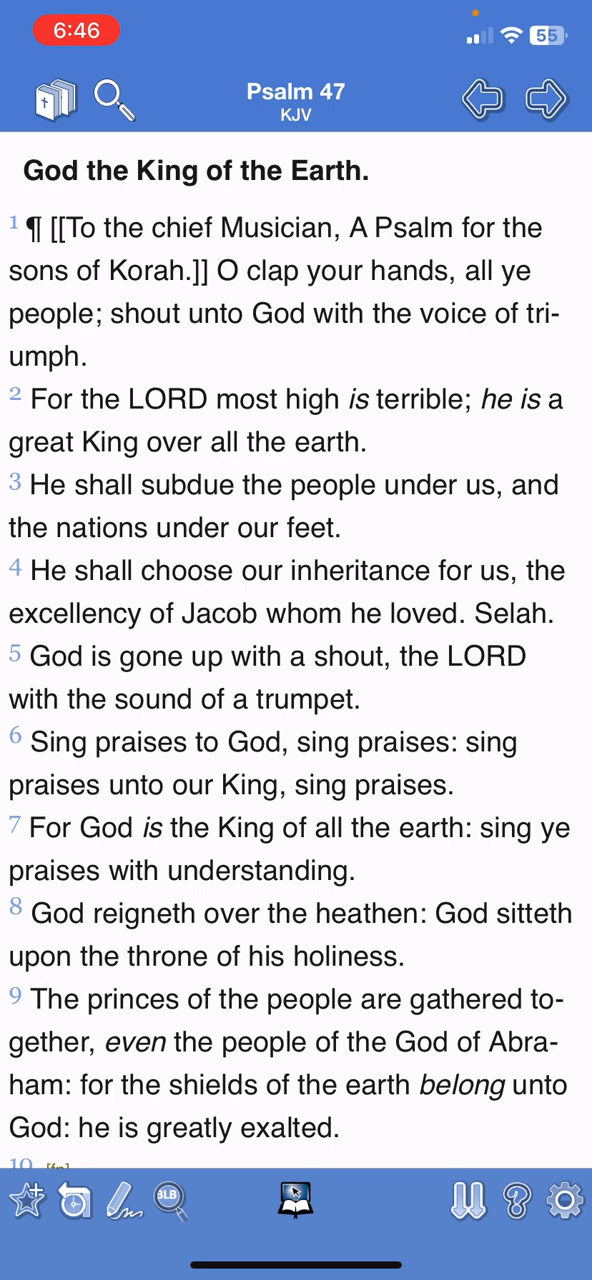 6:46
55
Psalm 47
KJV
God the King of the Earth.
1 ¶ [[To the chief Musician, A Psalm for the
sons of Korah.]] O clap your hands, all ye
people; shout unto God with the voice of tri-
umph.
2 For the LORD most high is terrible; he is a
great King over all the earth.
3 He shall subdue the people under us, and
the nations under our feet.
4 He shall choose our inheritance for us, the
excellency of Jacob whom he loved. Selah.
5 God is gone up with a shout, the LORD
with the sound of a trumpet.
6 Sing praises to God, sing praises: sing
praises unto our King, sing praises.
7 For God is the King of all the earth: sing ye
praises with understanding.
8 God reigneth over the heathen: God sitteth
upon the throne of his holiness.
9 The princes of the people are gathered to-
gether, even the people of the God of Abra-
ham: for the shields of the earth belong unto
God: he is greatly exalted.
10 [fn]
BLB